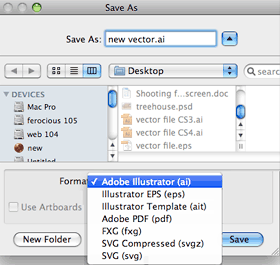 Save As
Save As: new vector.ai
Desktop
search
DEVICES
Mac Pro
ferocious 105
web 104
new
Untitled
Shooting f...screen.doc
treehouse.psd
vector file CS3.ai
vector file CS4.ai
vector file.eps
Format
Adobe Illustrator (ai)
Illustrator EPS (eps)
Illustrator Template (ait)
Adobe PDF (pdf)
FXG (fxg)
SVG Compressed (svgz)
SVG (svg)
Use Artboards
New Folder
Save